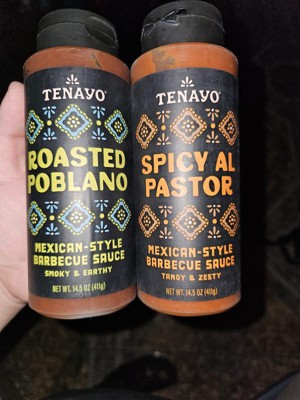 TENAYO
ROASTED
POBLANO
MEXICAN-STYLE
BARBECUE SAUCE
SMOKY & EARTHY
NET WT. 14.5 OZ (411g)
TENAYO
SPICY AL
PASTOR
MEXICAN-STYLE
BARBECUE SAUCE
TANGY & ZESTY
NET WT. 14.5 OZ (411g)